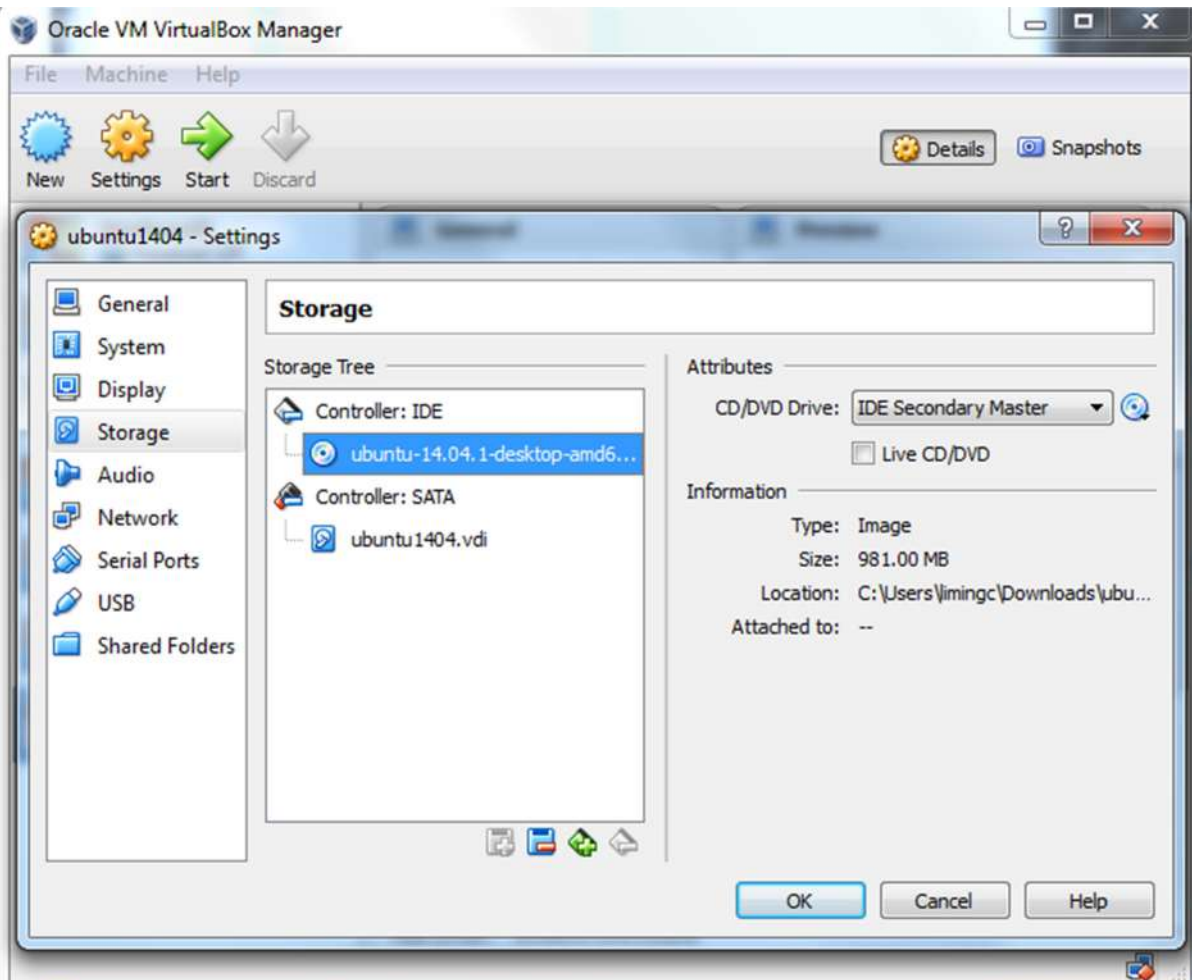 Oracle VM VirtualBox Manager
File Machine Help
New Settings Start Discard
Details Snapshots
ubuntu1404 - Settings
General
System
Display
Storage
Audio
Network
Serial Ports
USB
Shared Folders
Storage
Storage Tree
Controller: IDE
ubuntu-14.04.1-desktop-amd6...
Controller: SATA
ubuntu1404.vdi
Attributes
CD/DVD Drive: IDE Secondary Master
Live CD/DVD
Information
Type: Image
Size: 981.00 MB
Location: C:\Users\limingc\Downloads\ubu...
Attached to: --
OK Cancel Help